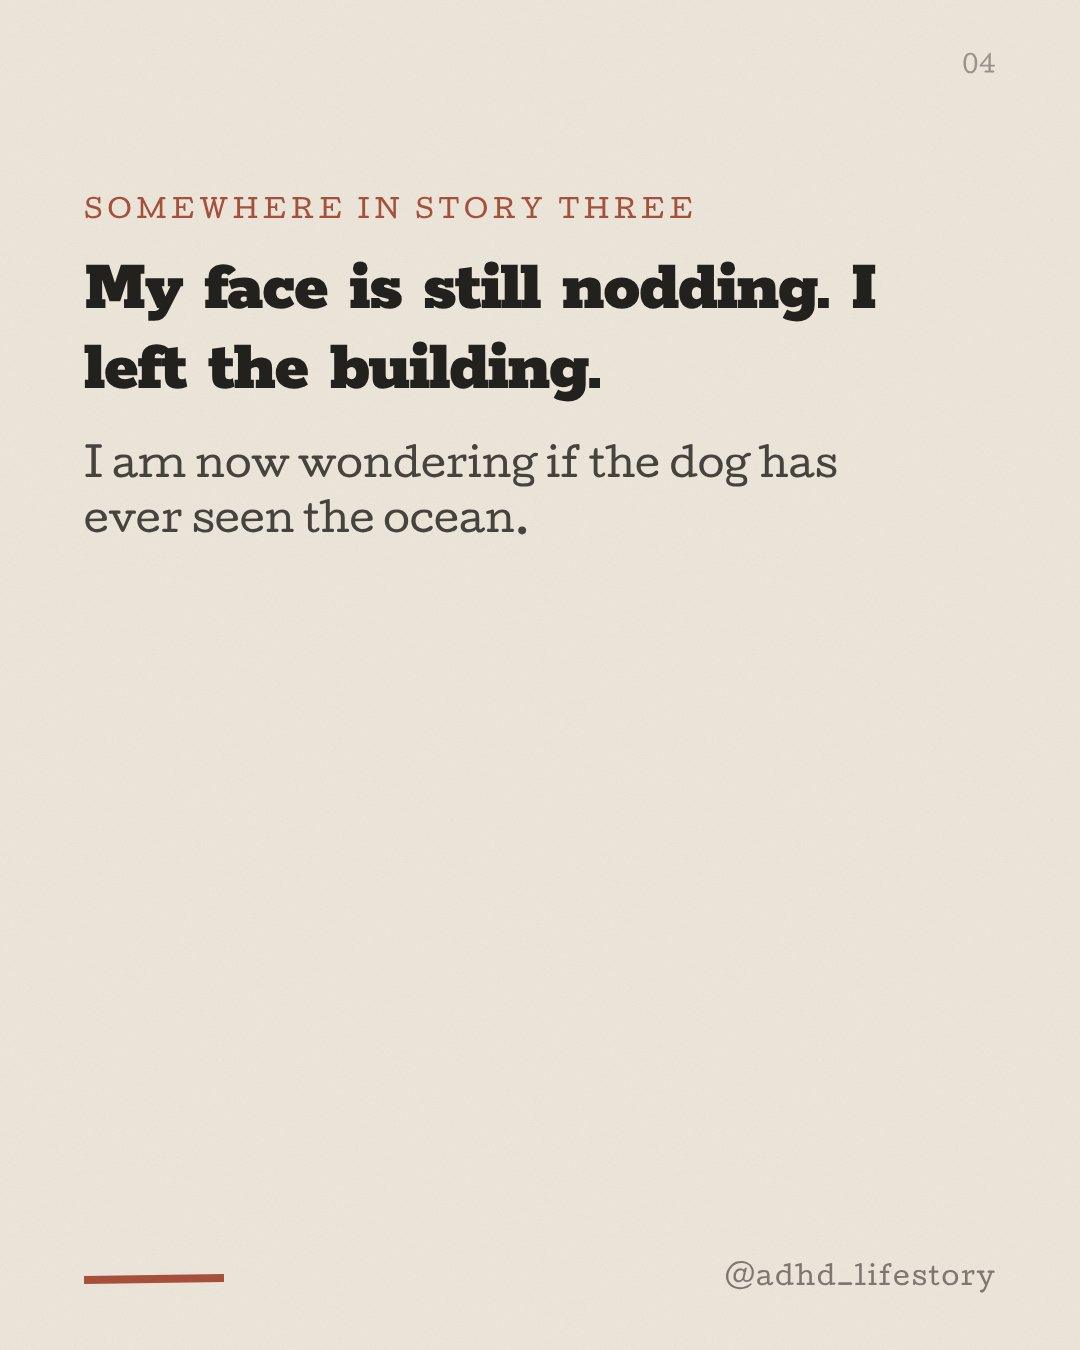 04
SOMEWHERE IN STORY THREE
My face is still nodding. I
left the building.
I am now wondering if the dog has
ever seen the ocean.
@adhd_lifestory